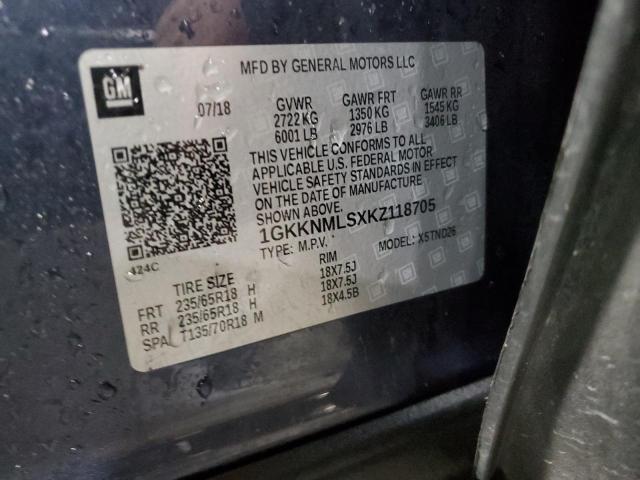 GM
MFD BY GENERAL MOTORS LLC
07/18
GVWR GAWR FRT GAWR RR
2722 KG 1350 KG 1545 KG
6001 LB 2976 LB 3406 LB
THIS VEHICLE CONFORMS TO ALL
APPLICABLE U.S. FEDERAL MOTOR
VEHICLE SAFETY STANDARDS IN EFFECT
ON THE DATE OF MANUFACTURE
SHOWN ABOVE.
1GKKNMLSXKZ118705
TYPE: M.P.V. MODEL: X5TND26
424C
TIRE SIZE RIM
FRT 235/65R18 H 18X7.5J
RR 235/65R18 H 18X7.5J
SPA T135/70R18 M 18X4.5B